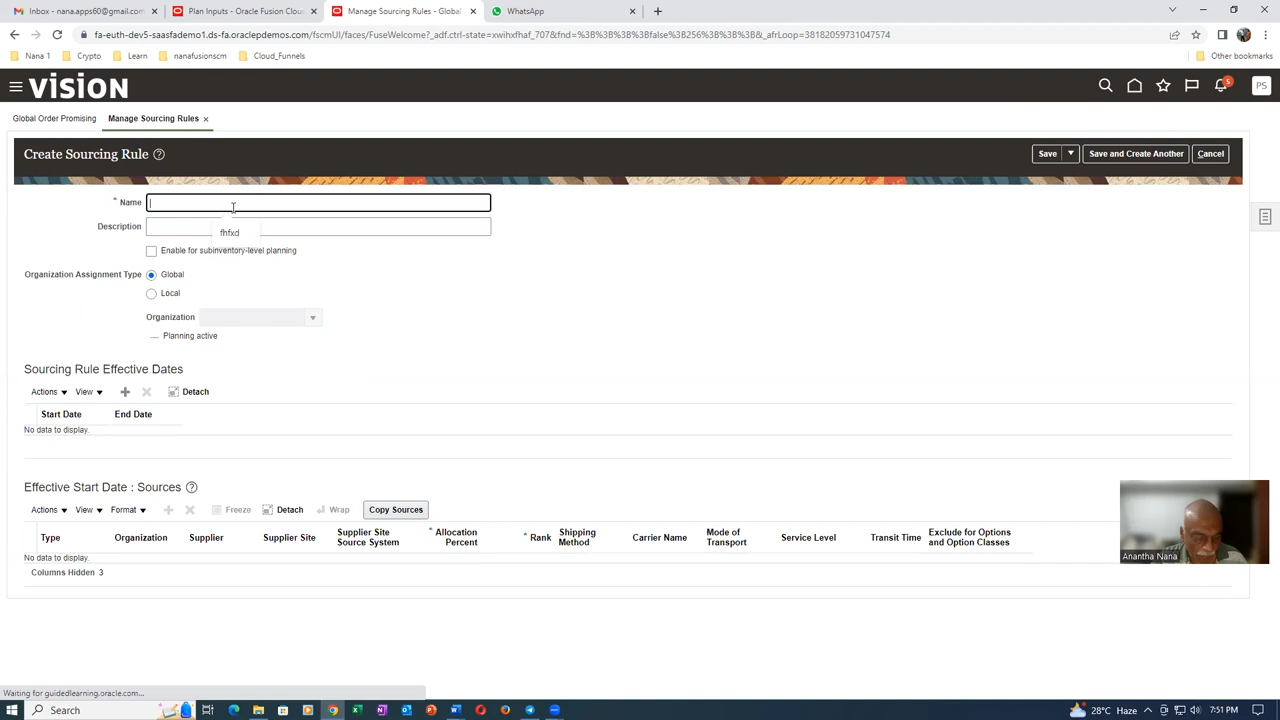 Inbox - nana.apps60@gmail.com
Plan Inputs - Oracle Fusion Cloud
Manage Sourcing Rules - Global
WhatsApp
fa-euth-dev5-saasfademo1.ds-fa.oraclepdemos.com/fscmUI/faces/FuseWelcome?_adf.ctrl-state=xwihxfhaf_707&fnd=%3B%3B%3B%3Bfalse%3B256%3B%3B%3B&_afrLoop=38182059731047574
Nana 1
Crypto
Learn
nanafusionscm
Cloud_Funnels
Other bookmarks
VISION
5
PS
Global Order Promising
Manage Sourcing Rules
Create Sourcing Rule
Save
Save and Create Another
Cancel
* Name
Description
fhfxd
Enable for subinventory-level planning
Organization Assignment Type
Global
Local
Organization
Planning active
Sourcing Rule Effective Dates
Actions
View
Detach
Start Date
End Date
No data to display.
Effective Start Date : Sources
Actions
View
Format
Freeze
Detach
Wrap
Copy Sources
Type
Organization
Supplier
Supplier Site
Supplier Site Source System
* Allocation Percent
* Rank
Shipping Method
Carrier Name
Mode of Transport
Service Level
Transit Time
Exclude for Options and Option Classes
No data to display.
Columns Hidden 3
Anantha Nana
Waiting for guidedlearning.oracle.com...
Search
28°C Haze
7:51 PM